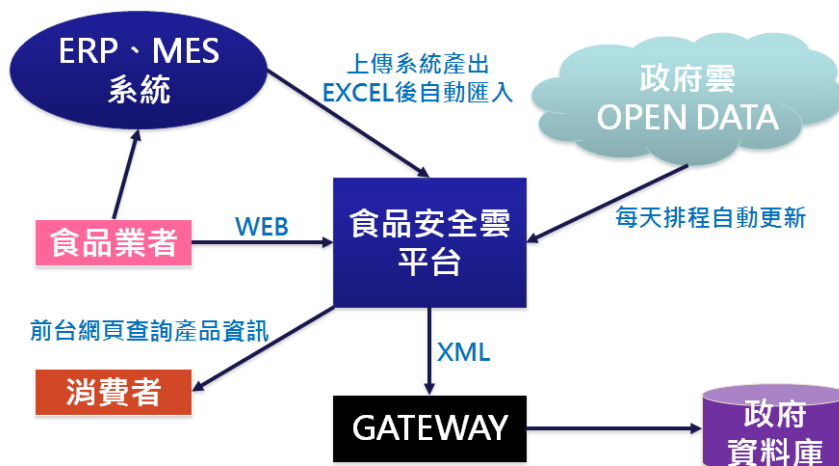 ERP、MES
系統
上傳系統產出
EXCEL後自動匯入
政府雲
OPEN DATA
食品業者
WEB
食品安全雲
平台
每天排程自動更新
前台網頁查詢產品資訊
消費者
XML
GATEWAY
政府
資料庫